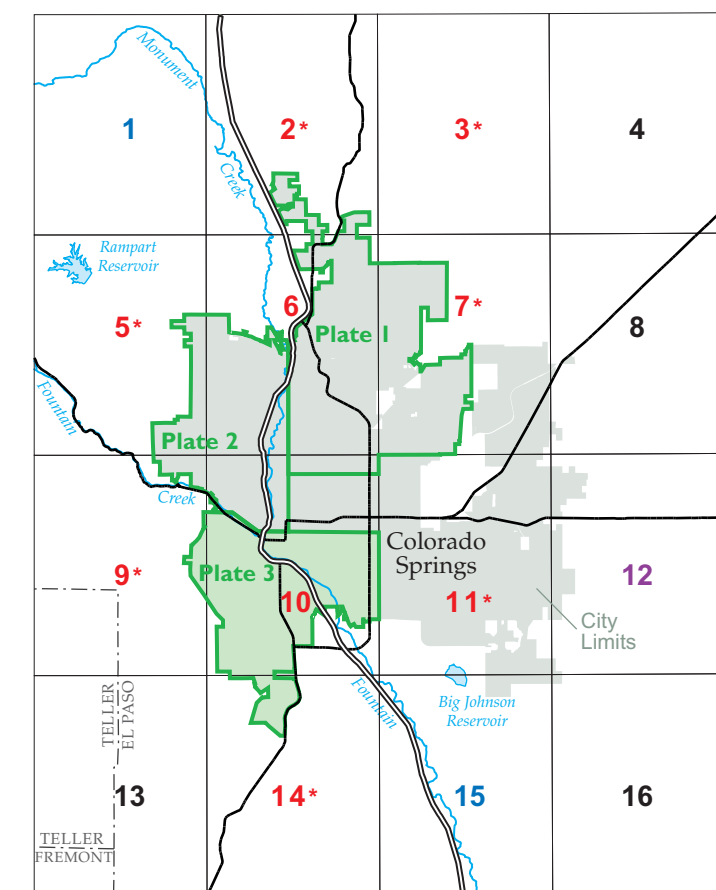 Monument
1
2*
3*
4
Creek
Rampart
Reservoir
5*
6
7*
8
Plate 1
Fountain
Plate 2
Creek
Colorado
Springs
9*
Plate 3
10
11*
12
City
Limits
TELLER
EL PASO
Fountain
Big Johnson
Reservoir
13
14*
15
16
TELLER
FREMONT